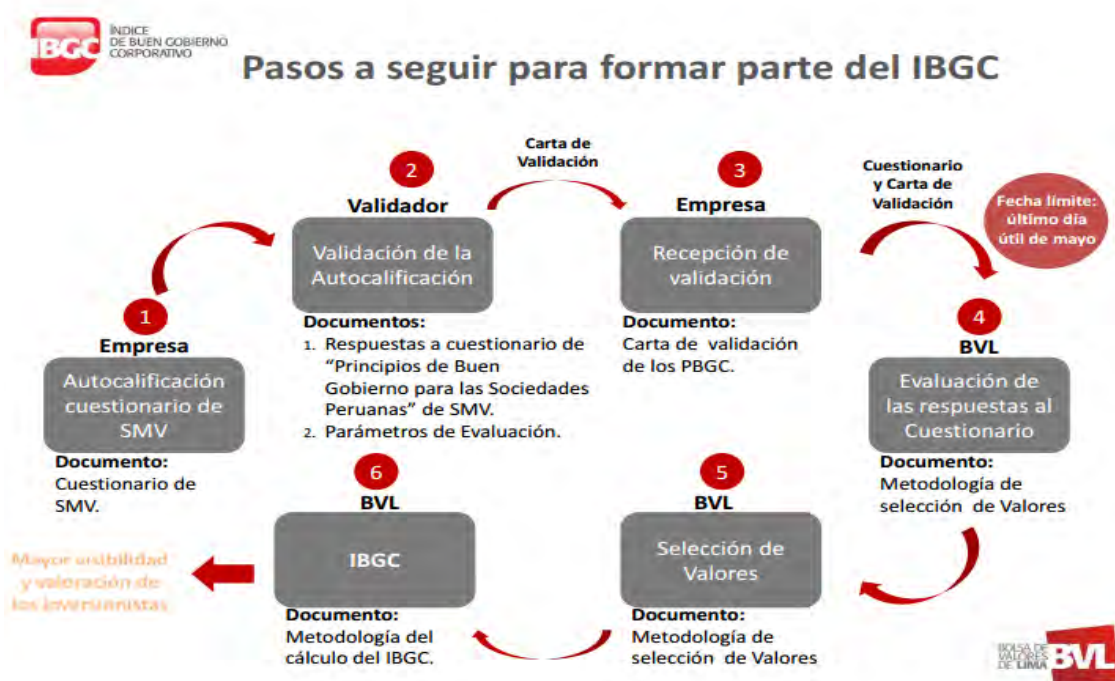 IBGC
ÍNDICE
DE BUEN GOBIERNO
CORPORATIVO
Pasos a seguir para formar parte del IBGC
1
Empresa
Autocalificación
cuestionario de
SMV
Documento:
Cuestionario de
SMV.
2
Validador
Validación de la
Autocalificación
Documentos:
1. Respuestas a cuestionario de
“Principios de Buen
Gobierno para las Sociedades
Peruanas” de SMV.
2. Parámetros de Evaluación.
Carta de
Validación
3
Empresa
Recepción de
validación
Documento:
Carta de validación
de los PBGC.
Cuestionario
y Carta de
Validación
Fecha límite:
último día
útil de mayo
4
BVL
Evaluación de
las respuestas al
Cuestionario
Documento:
Metodología de
selección de Valores
5
BVL
Selección de
Valores
Documento:
Metodología de
selección de Valores
6
BVL
IBGC
Documento:
Metodología del
cálculo del IBGC.
Mayor visibilidad
y valoración de
los inversionistas
BOLSA DE
VALORES
DE LIMA
BVL